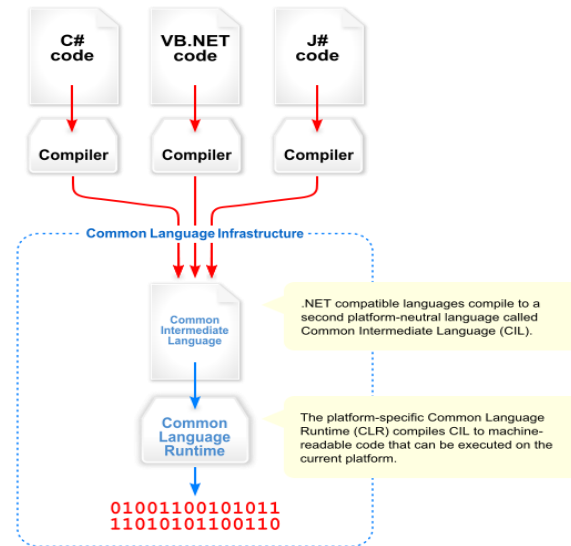 C#
code
VB.NET
code
J#
code
Compiler
Compiler
Compiler
Common Language Infrastructure
Common
Intermediate
Language
.NET compatible languages compile to a
second platform-neutral language called
Common Intermediate Language (CIL).
Common
Language
Runtime
The platform-specific Common Language
Runtime (CLR) compiles CIL to machine-
readable code that can be executed on the
current platform.
01001100101011
11010101100110